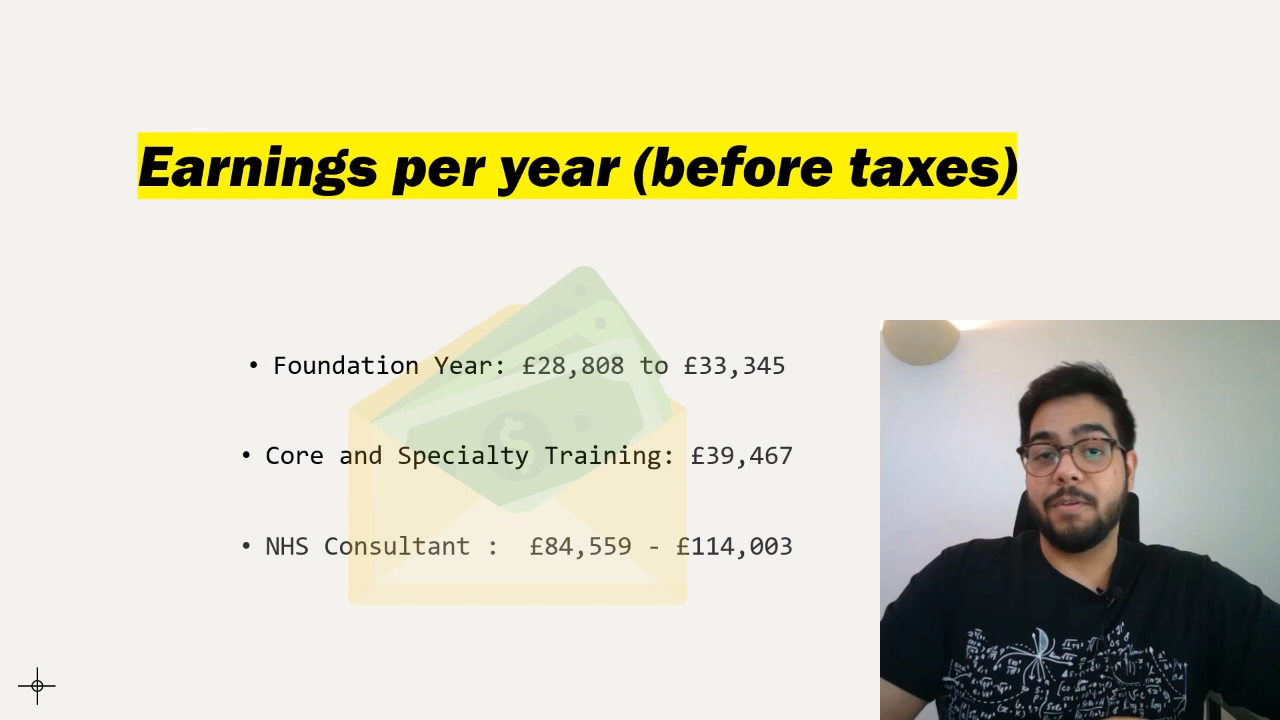 Earnings per year (before taxes)
• Foundation Year: £28,808 to £33,345
• Core and Specialty Training: £39,467
• NHS Consultant :  £84,559 - £114,003